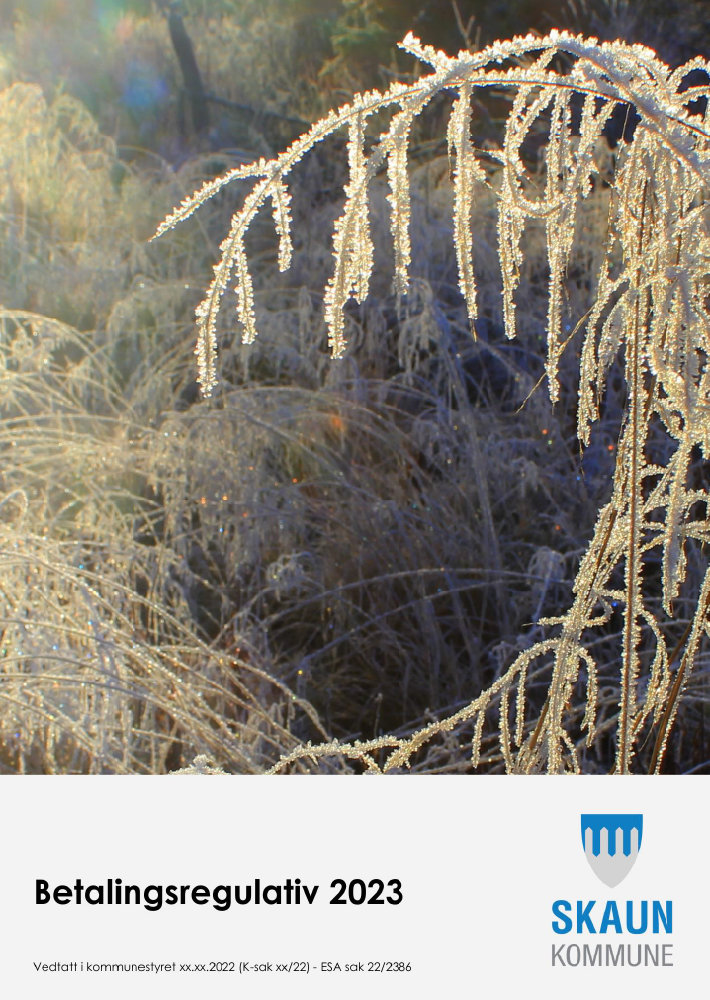 Betalingsregulativ 2023
SKAUN
KOMMUNE
Vedtatt i kommunestyret xx.xx.2022 (K-sak xx/22) - ESA sak 22/2386